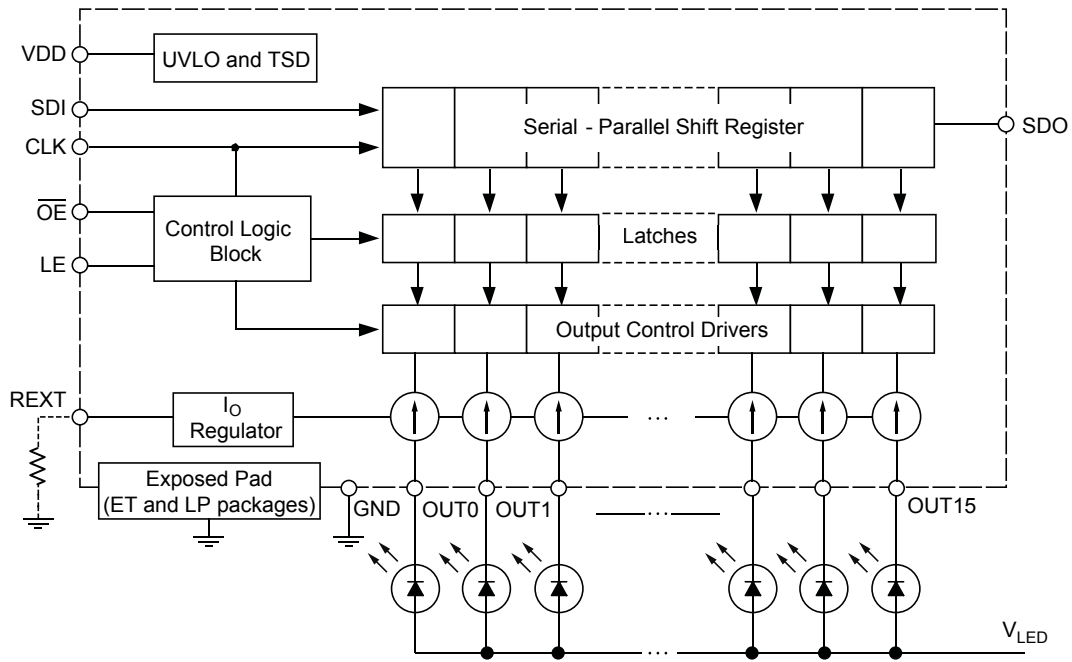 VDD
UVLO and TSD
SDI
Serial - Parallel Shift Register
SDO
CLK
OE
Control Logic
Block
Latches
LE
Output Control Drivers
REXT
IO
Regulator
...
Exposed Pad
(ET and LP packages)
GND
OUT0
OUT1
...
OUT15
VLED
...